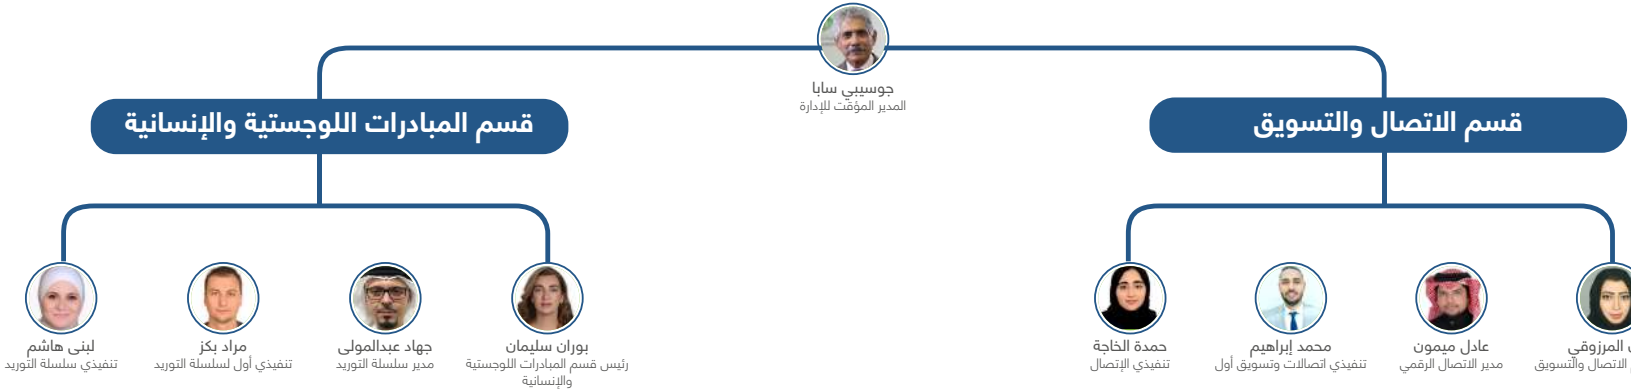 جوسيبي سابا
المدير المؤقت للإدارة
قسم الاتصال والتسويق
قسم المبادرات اللوجستية والإنسانية
المرزوقي
الاتصال والتسويق
عادل ميمون
مدير الاتصال الرقمي
محمد إبراهيم
تنفيذي اتصالات وتسويق أول
حمدة الخاجة
تنفيذي الإتصال
بوران سليمان
رئيس قسم المبادرات اللوجستية
والإنسانية
جهاد عبدالمولى
مدير سلسلة التوريد
مراد بكز
تنفيذي أول لسلسلة التوريد
لبنى هاشم
تنفيذي سلسلة التوريد